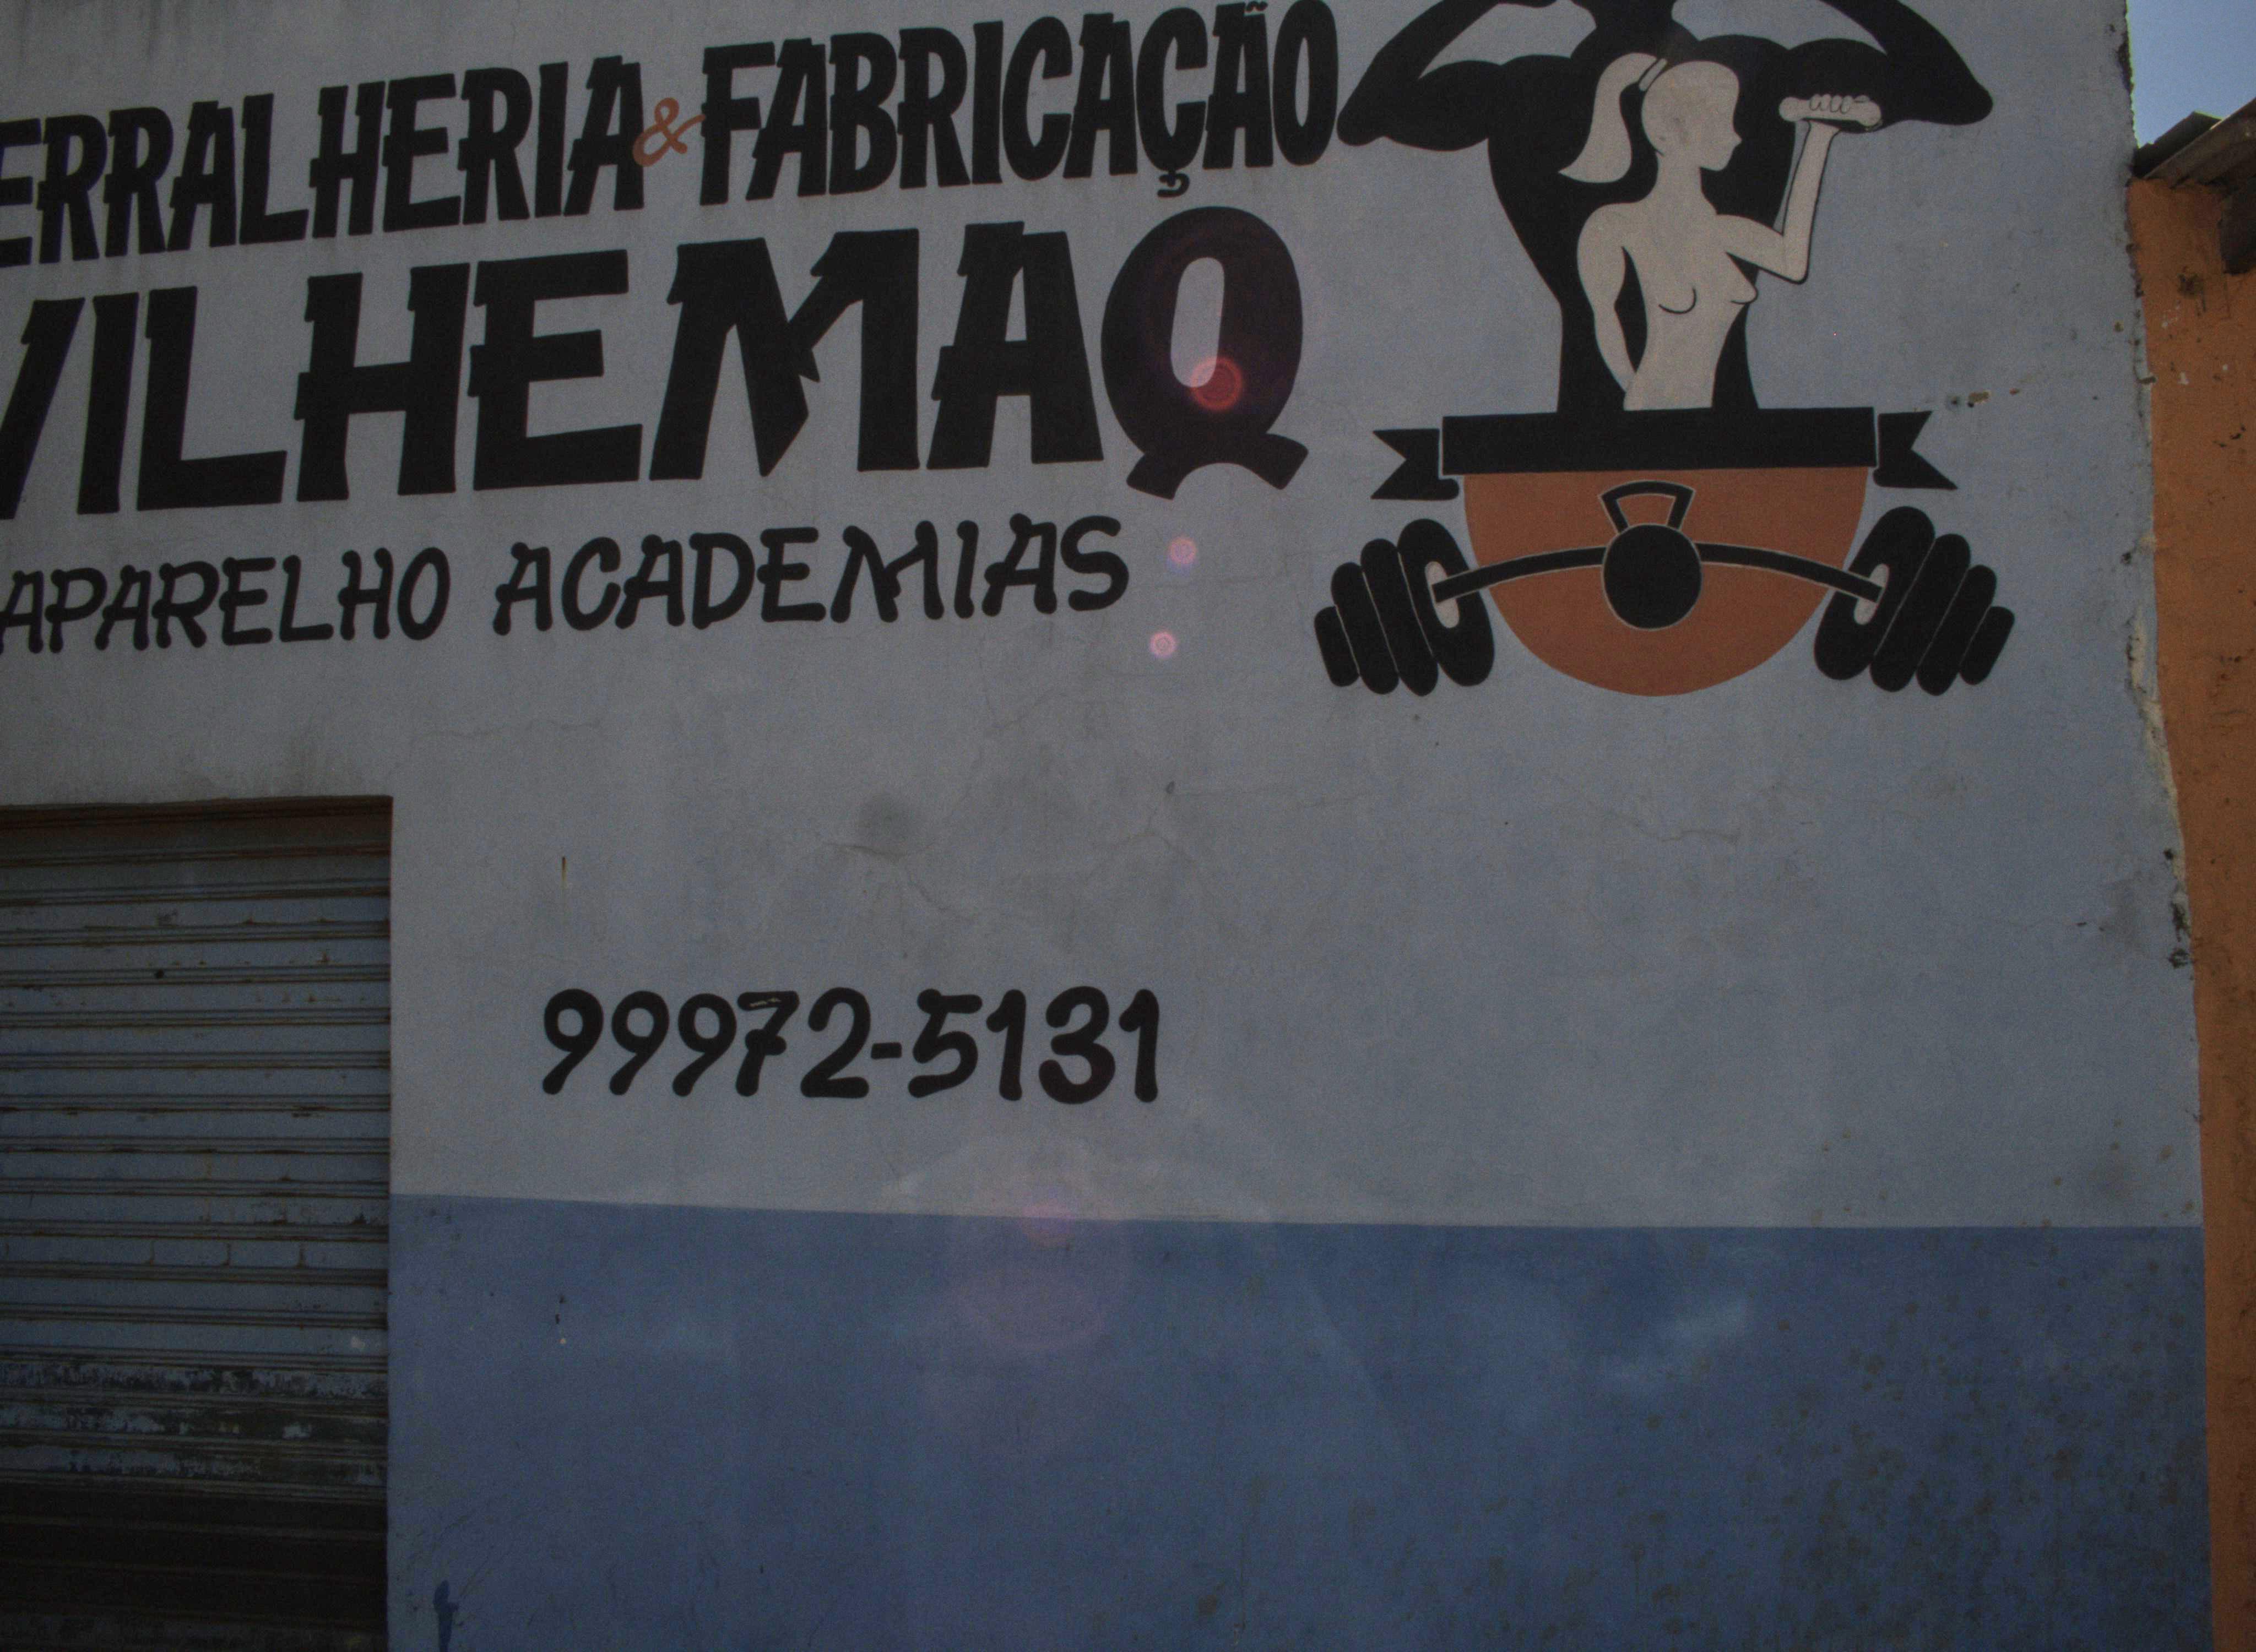 ERRALHERIA & FABRICAÇÃO
VILHEMAQ
APARELHO ACADEMIAS
99972-5131